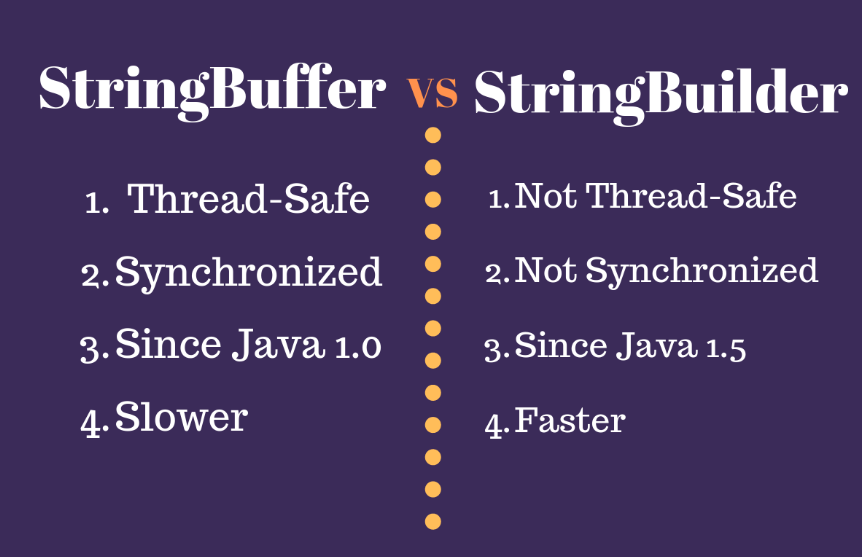 StringBuffer vs StringBuilder
1. Thread-Safe
2. Synchronized
3. Since Java 1.0
4. Slower
1. Not Thread-Safe
2. Not Synchronized
3. Since Java 1.5
4. Faster